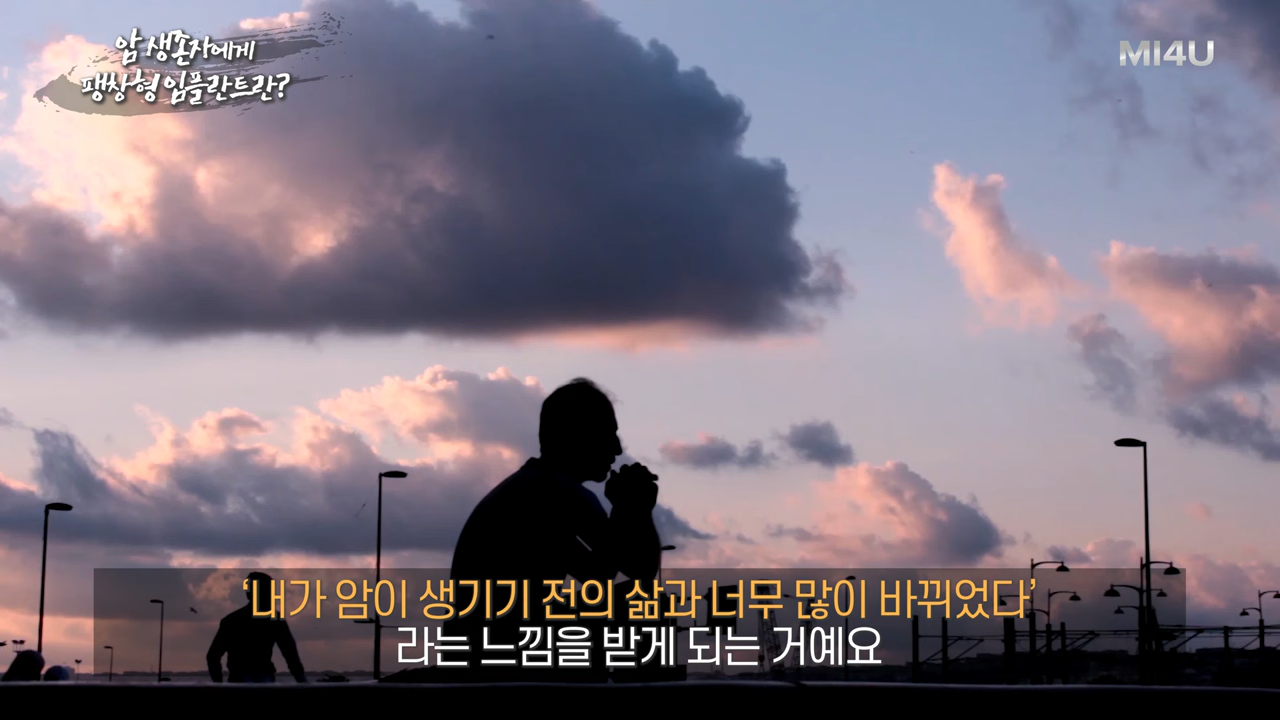 암 생존자에게
팽창형 임플란트란?
MI4U
‘내가 암이 생기기 전의 삶과 너무 많이 바뀌었다’
라는 느낌을 받게 되는 거예요